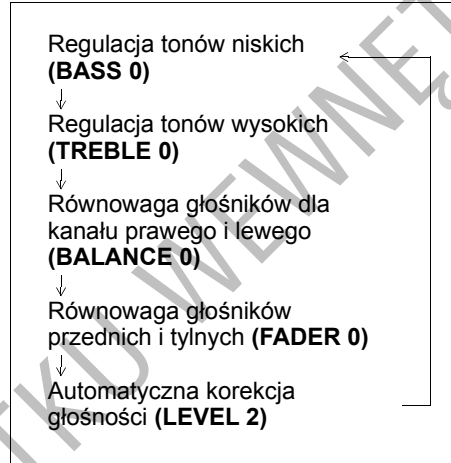 Regulacja tonów niskich
(BASS 0)
Regulacja tonów wysokich
(TREBLE 0)
Równowaga głośników dla
kanału prawego i lewego
(BALANCE 0)
Równowaga głośników
przednich i tylnych (FADER 0)
Automatyczna korekcja
głośności (LEVEL 2)